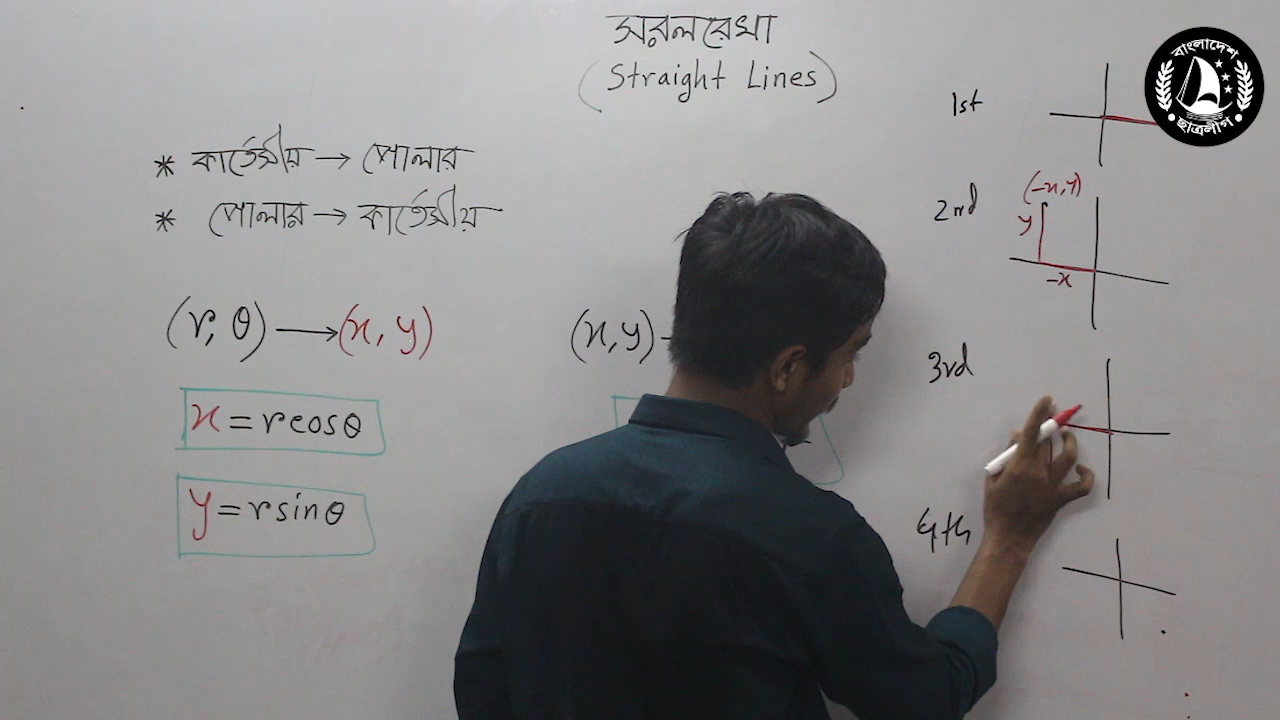 সরলরেখা
(Straight Lines)
* কার্তেসীয় → পোলার
* পোলার → কার্তেসীয়
(r, θ) → (x, y)
x = r cosθ
y = r sinθ
(x, y)
1st
2nd
(-x, y)
y
-x
3rd
4th
বাংলাদেশ
ছাত্রলীগ